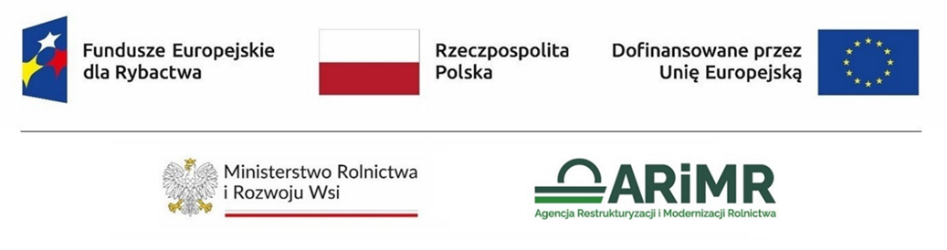 Fundusze Europejskie
dla Rybactwa
Rzeczpospolita
Polska
Dofinansowane przez
Unię Europejską
Ministerstwo Rolnictwa
i Rozwoju Wsi
ARiMR
Agencja Restrukturyzacji i Modernizacji Rolnictwa